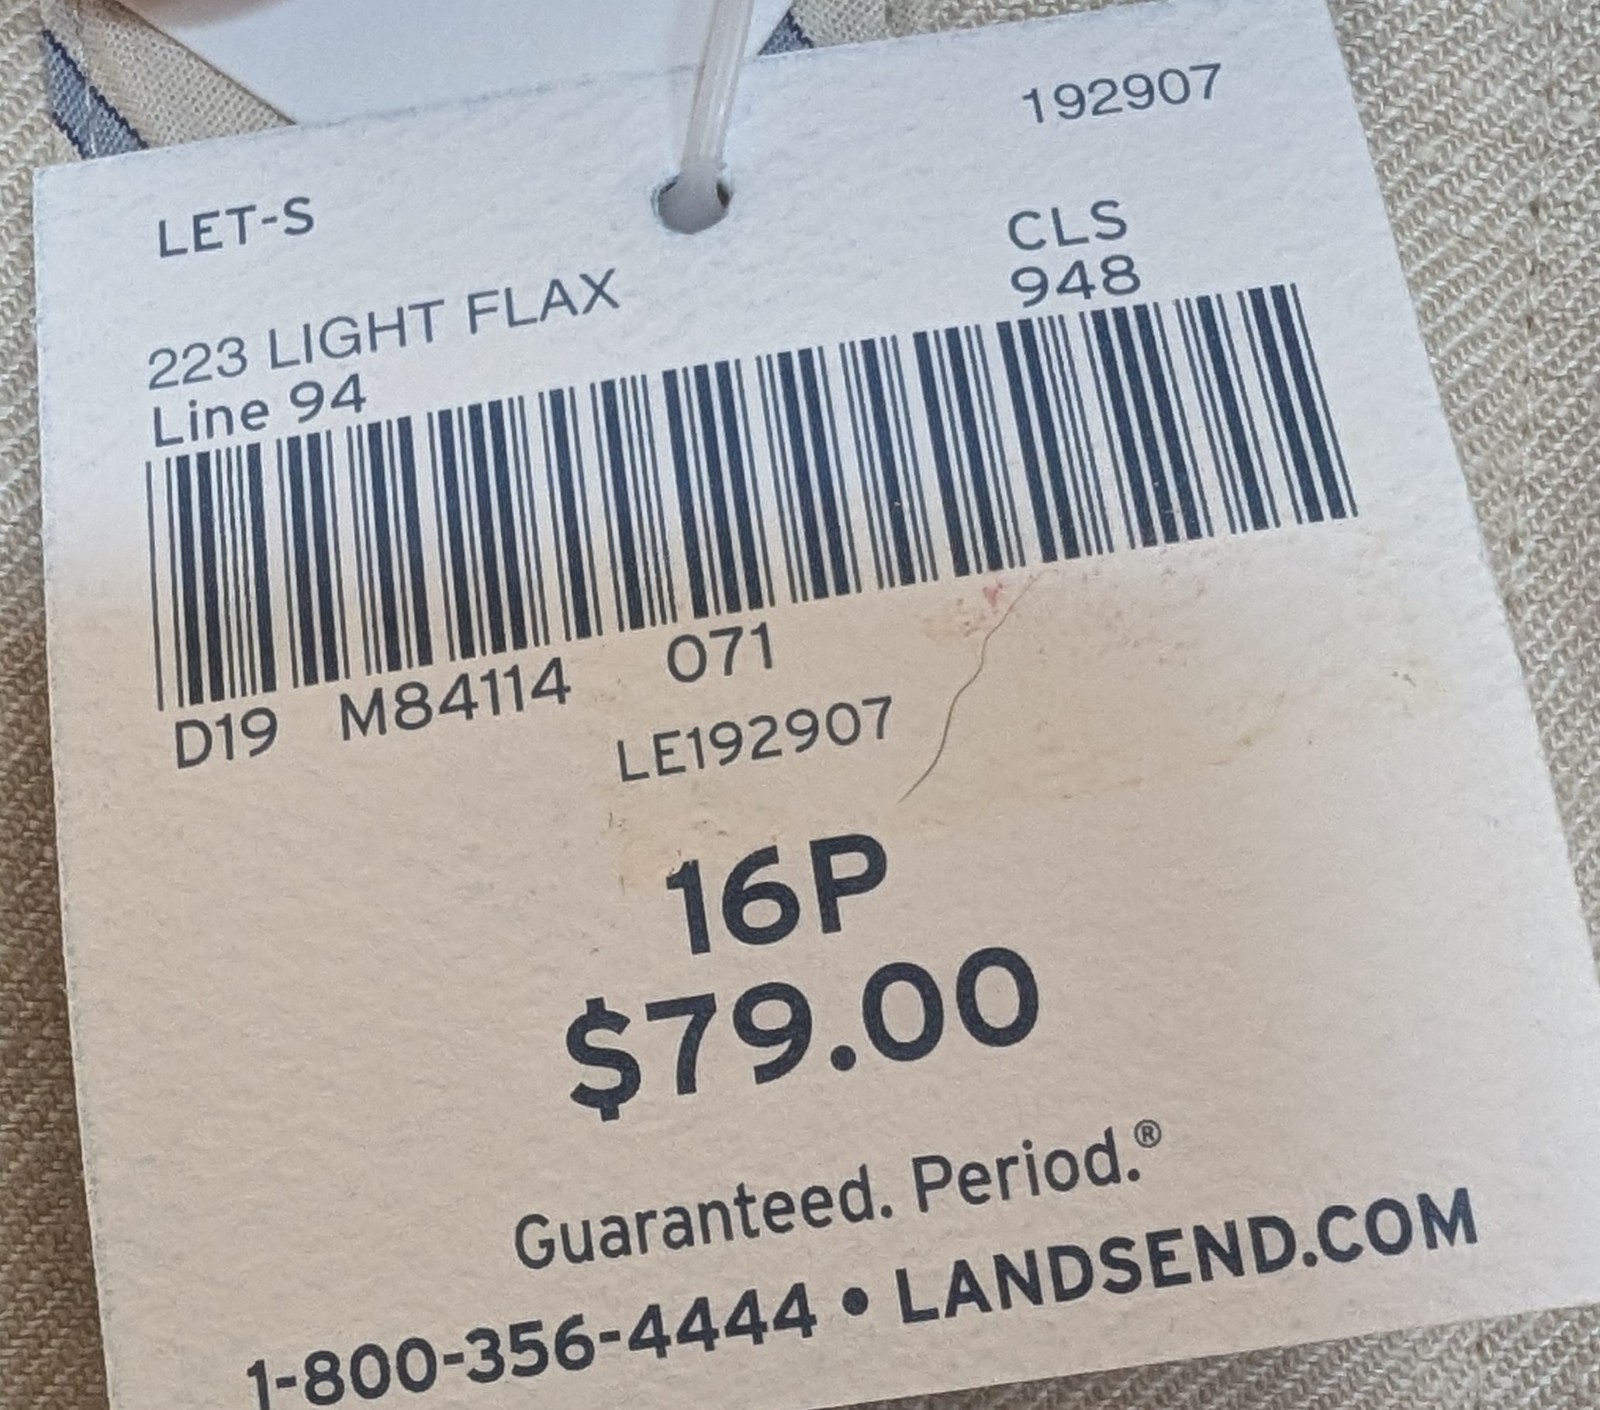 192907
LET-S
CLS
223 LIGHT FLAX
948
Line 94
D19 M84114 071
LE192907
16P
$79.00
Guaranteed. Period.®
1-800-356-4444 • LANDSEND.COM